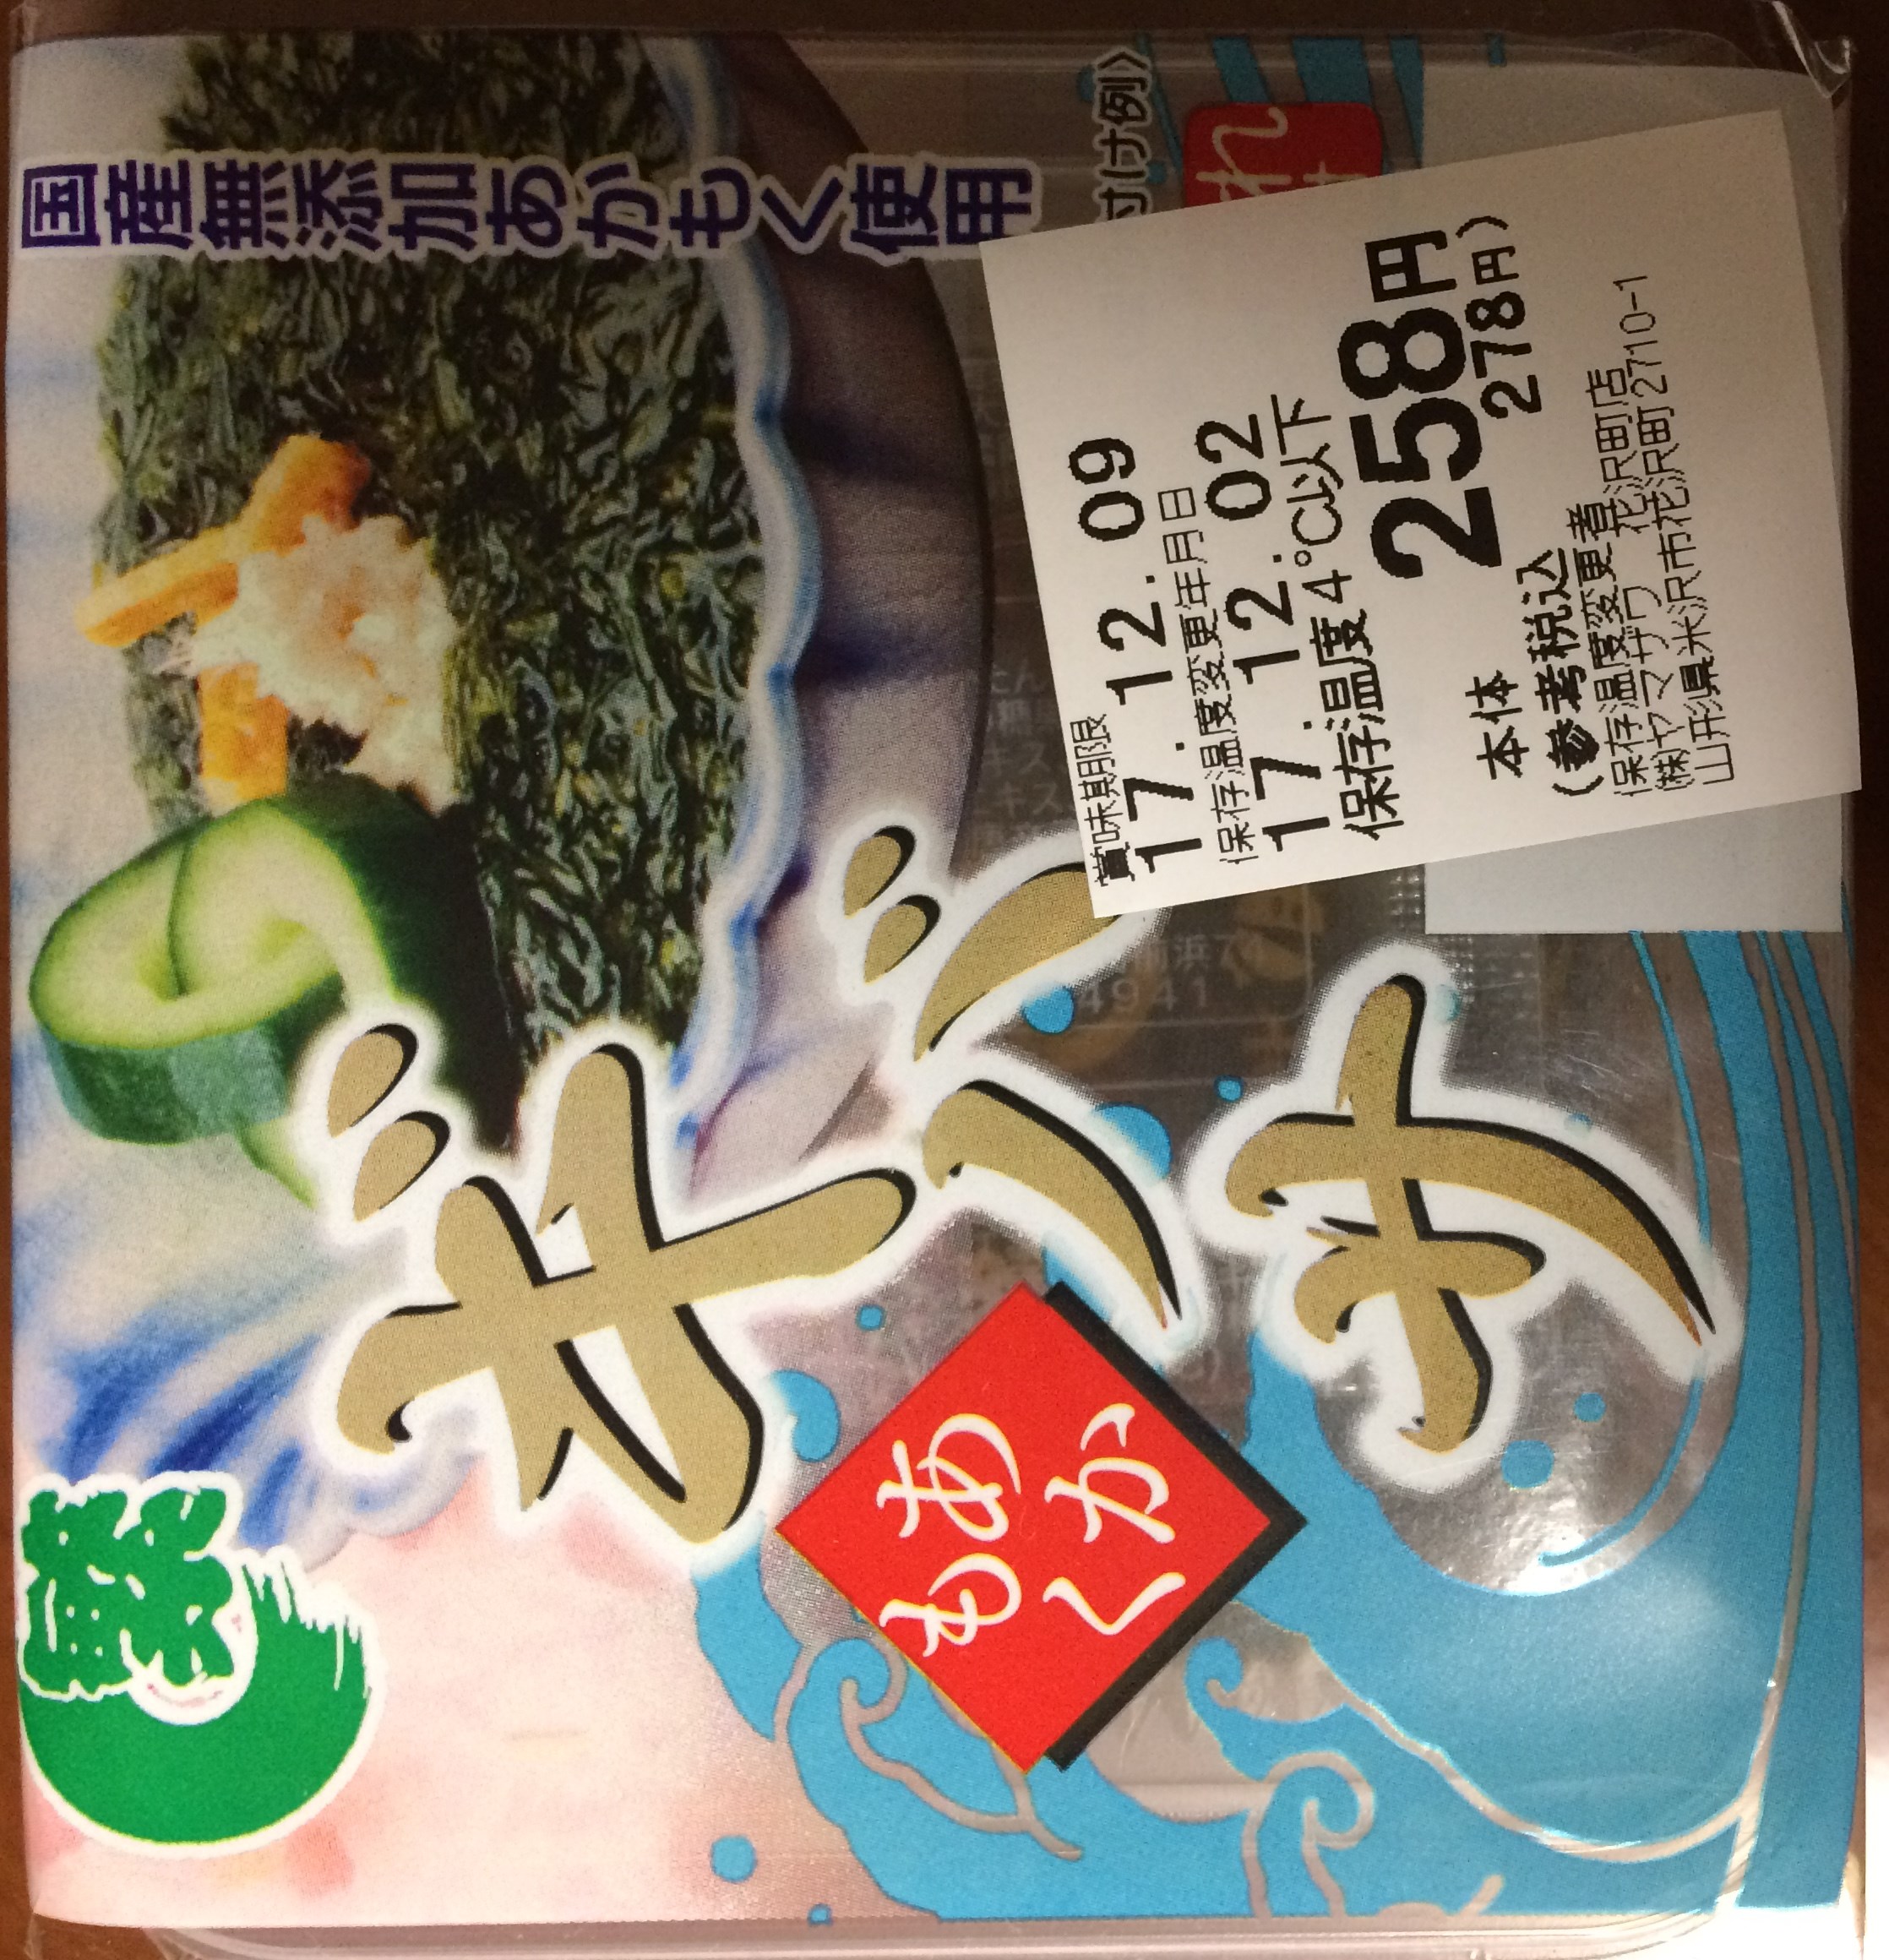 国産無添加あかもく使用
付け例〉
ギバサ
あか
もく
賞味期限
17. 12. 09
保存温度変更年月日
17. 12. 02
保存温度4℃以下
258円
本体
(参考税込 278円)
保存温度変更者
㈱ヤマザワ 花沢町店
山形県米沢市花沢町2710-1
4941